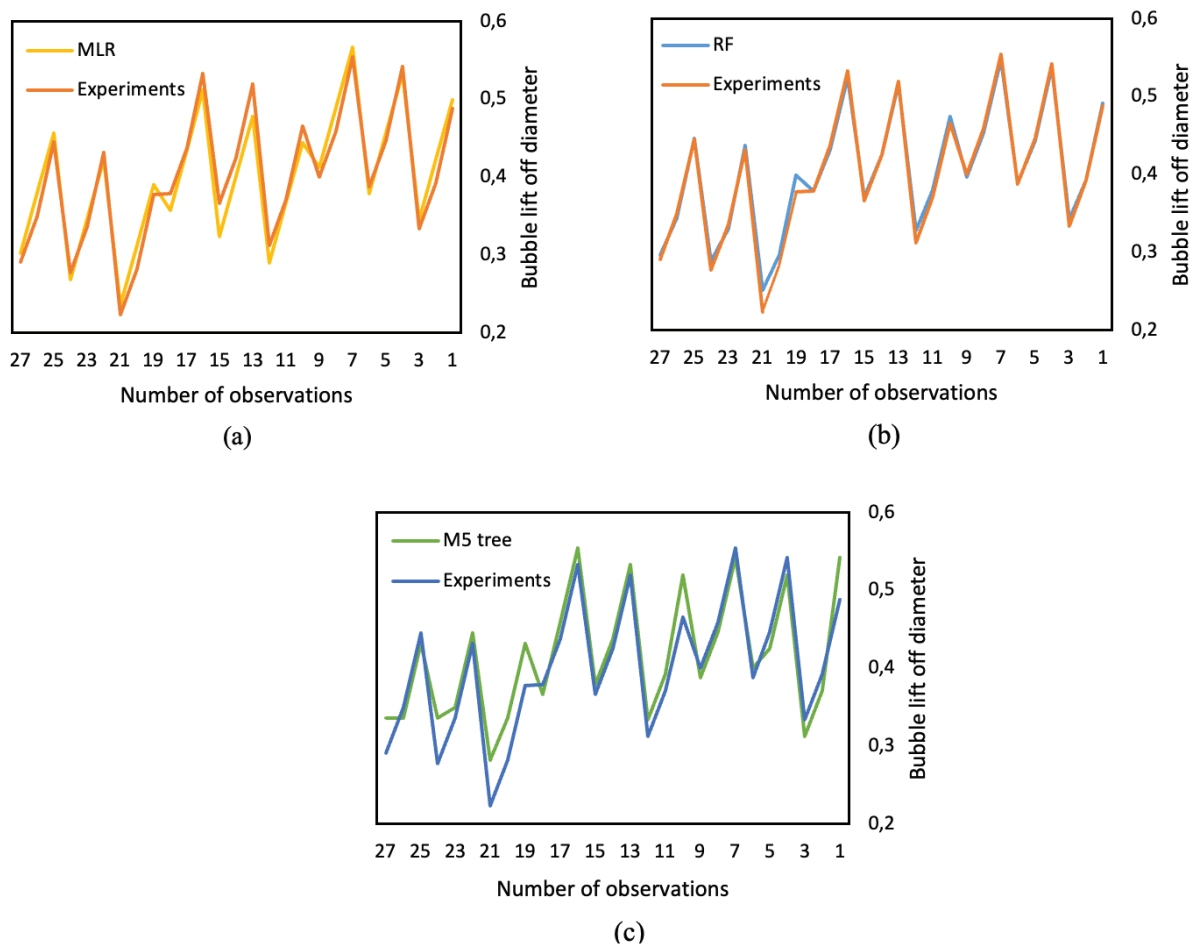 MLR
Experiments
0,6
0,5
0,4
0,3
0,2
Bubble lift off diameter
27 25 23 21 19 17 15 13 11 9 7 5 3 1
Number of observations
(a)
RF
Experiments
0,6
0,5
0,4
0,3
0,2
Bubble lift off diameter
27 25 23 21 19 17 15 13 11 9 7 5 3 1
Number of observations
(b)
M5 tree
Experiments
0,6
0,5
0,4
0,3
0,2
Bubble lift off diameter
27 25 23 21 19 17 15 13 11 9 7 5 3 1
Number of observations
(c)